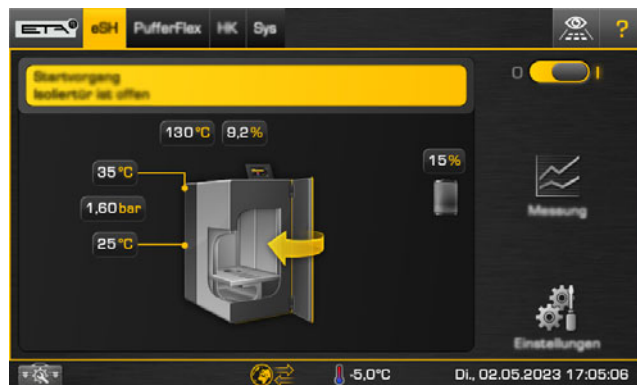 ETA eSH PufferFlex HK Sys ?
Startvorgang
Isoliertür ist offen
0 I
130°C 9,2%
35°C
15%
1,60bar
25°C
Messung
Einstellungen
-5,0°C Di., 02.05.2023 17:05:06